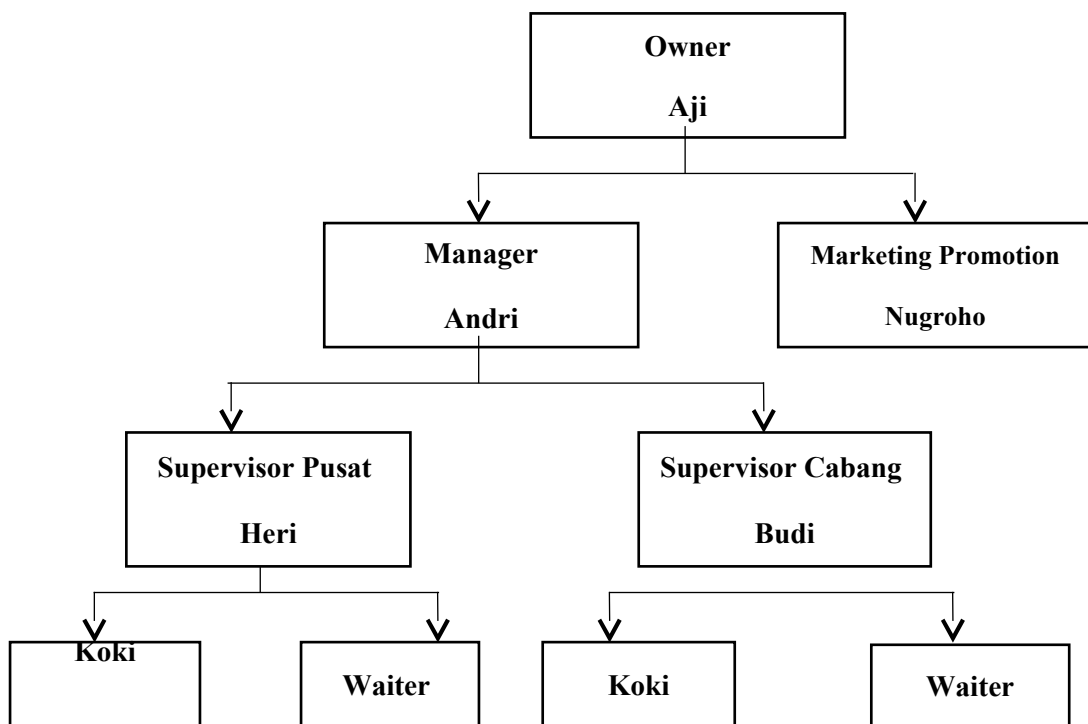 Owner
Aji
Manager
Andri
Marketing Promotion
Nugroho
Supervisor Pusat
Heri
Supervisor Cabang
Budi
Koki
Waiter
Koki
Waiter